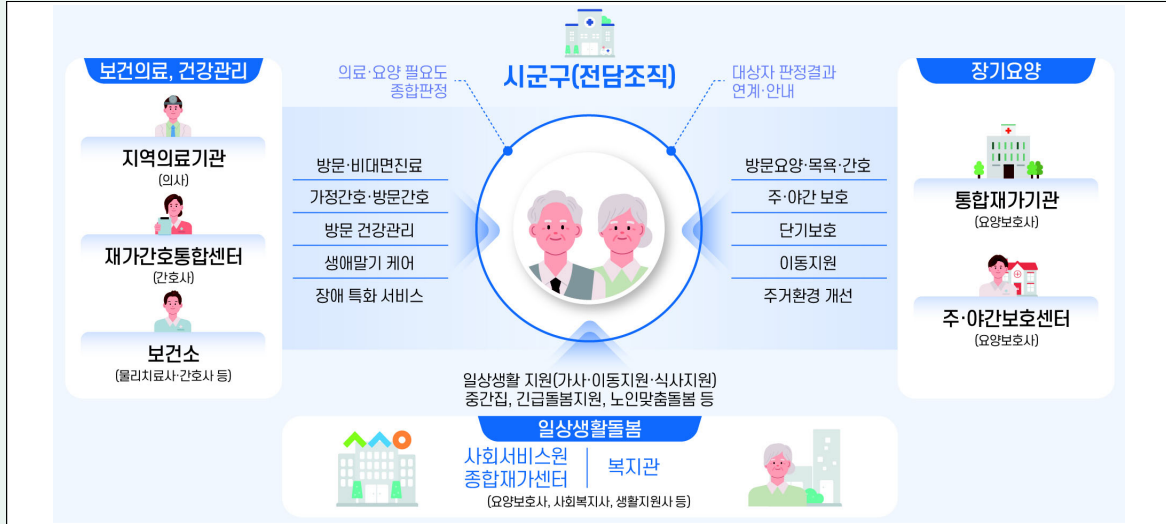 시군구(전담조직)
의료·요양 필요도
종합판정
대상자 판정결과
연계·안내
보건의료, 건강관리
지역의료기관
(의사)
재가간호통합센터
(간호사)
보건소
(물리치료사·간호사 등)
방문·비대면진료
가정간호·방문간호
방문 건강관리
생애말기 케어
장애 특화 서비스
방문요양·목욕·간호
주·야간 보호
단기보호
이동지원
주거환경 개선
장기요양
통합재가기관
(요양보호사)
주·야간보호센터
(요양보호사)
일상생활 지원(가사·이동지원·식사지원)
중간집, 긴급돌봄지원, 노인맞춤돌봄 등
일상생활돌봄
사회서비스원
종합재가센터
복지관
(요양보호사, 사회복지사, 생활지원사 등)